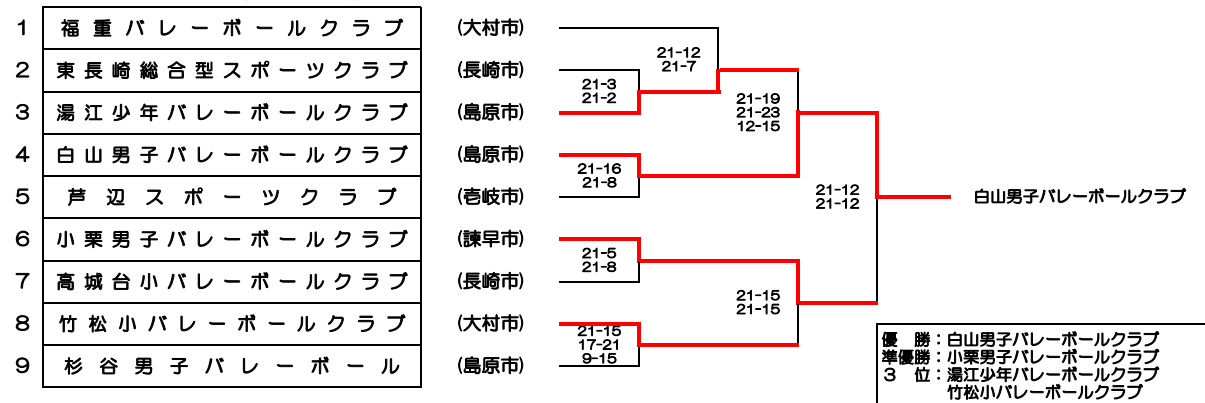 1 福重バレーボールクラブ (大村市)
2 東長崎総合型スポーツクラブ (長崎市)
3 湯江少年バレーボールクラブ (島原市)
4 白山男子バレーボールクラブ (島原市)
5 芦辺スポーツクラブ (壱岐市)
6 小栗男子バレーボールクラブ (諫早市)
7 高城台小バレーボールクラブ (長崎市)
8 竹松小バレーボールクラブ (大村市)
9 杉谷男子バレーボール (島原市)
21-12
21-7
21-3
21-2
21-19
21-23
12-15
21-16
21-8
21-12
21-12
白山男子バレーボールクラブ
21-5
21-8
21-15
21-15
21-15
17-21
9-15
優 勝:白山男子バレーボールクラブ
準優勝:小栗男子バレーボールクラブ
3 位:湯江少年バレーボールクラブ
竹松小バレーボールクラブ